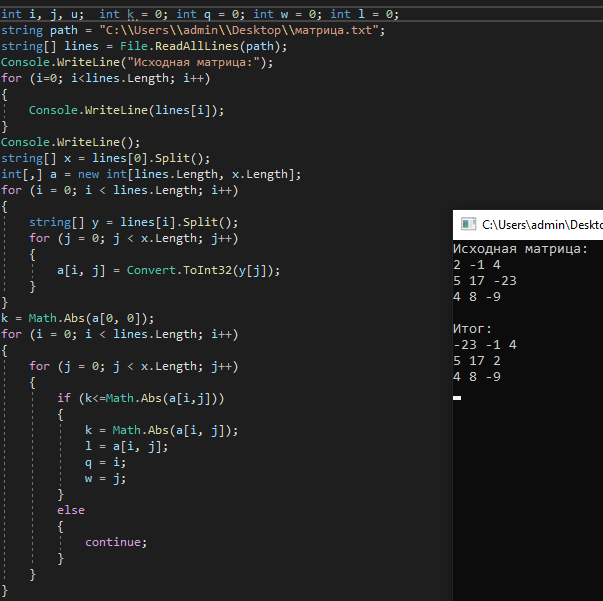 int i, j, u;  int k = 0; int q = 0; int w = 0; int l = 0;
string path = "C:\\Users\\admin\\Desktop\\матрица.txt";
string[] lines = File.ReadAllLines(path);
Console.WriteLine("Исходная матрица:");
for (i=0; i<lines.Length; i++)
{
    Console.WriteLine(lines[i]);
}
Console.WriteLine();
string[] x = lines[0].Split();
int[,] a = new int[lines.Length, x.Length];
for (i = 0; i < lines.Length; i++)
{
    string[] y = lines[i].Split();
    for (j = 0; j < x.Length; j++)
    {
        a[i, j] = Convert.ToInt32(y[j]);
    }
}
k = Math.Abs(a[0, 0]);
for (i = 0; i < lines.Length; i++)
{
    for (j = 0; j < x.Length; j++)
    {
        if (k<=Math.Abs(a[i,j]))
        {
            k = Math.Abs(a[i, j]);
            l = a[i, j];
            q = i;
            w = j;
        }
        else
        {
            continue;
        }
    }
}
C:\Users\admin\Deskto
Исходная матрица:
2 -1 4
5 17 -23
4 8 -9
Итог:
-23 -1 4
5 17 2
4 8 -9